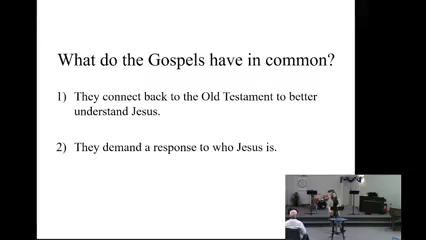 What do the Gospels have in common?
1) They connect back to the Old Testament to better
understand Jesus.
2) They demand a response to who Jesus is.